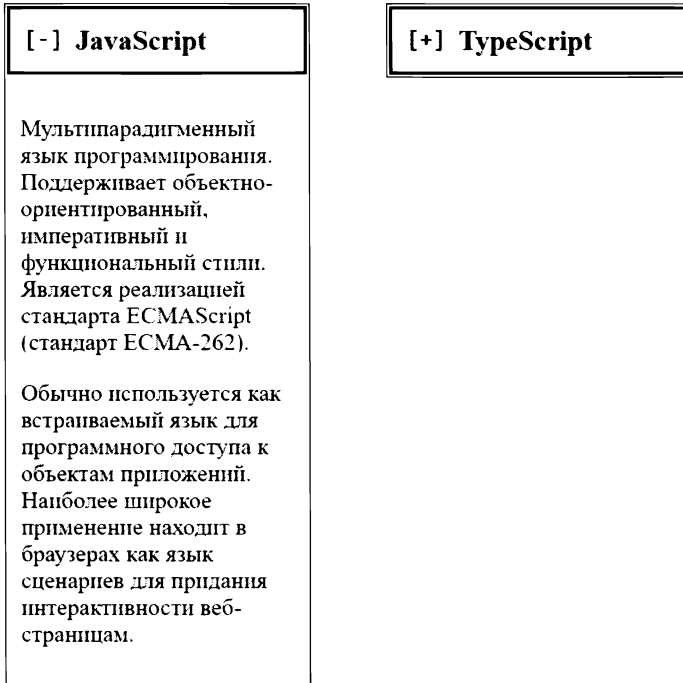 [-] JavaScript
[+] TypeScript
Мультипарадигменный
язык программирования.
Поддерживает объектно-
ориентированный,
императивный и
функциональный стили.
Является реализацией
стандарта ECMAScript
(стандарт ECMA-262).
Обычно используется как
встраиваемый язык для
программного доступа к
объектам приложений.
Наиболее широкое
применение находит в
браузерах как язык
сценариев для придания
интерактивности веб-
страницам.